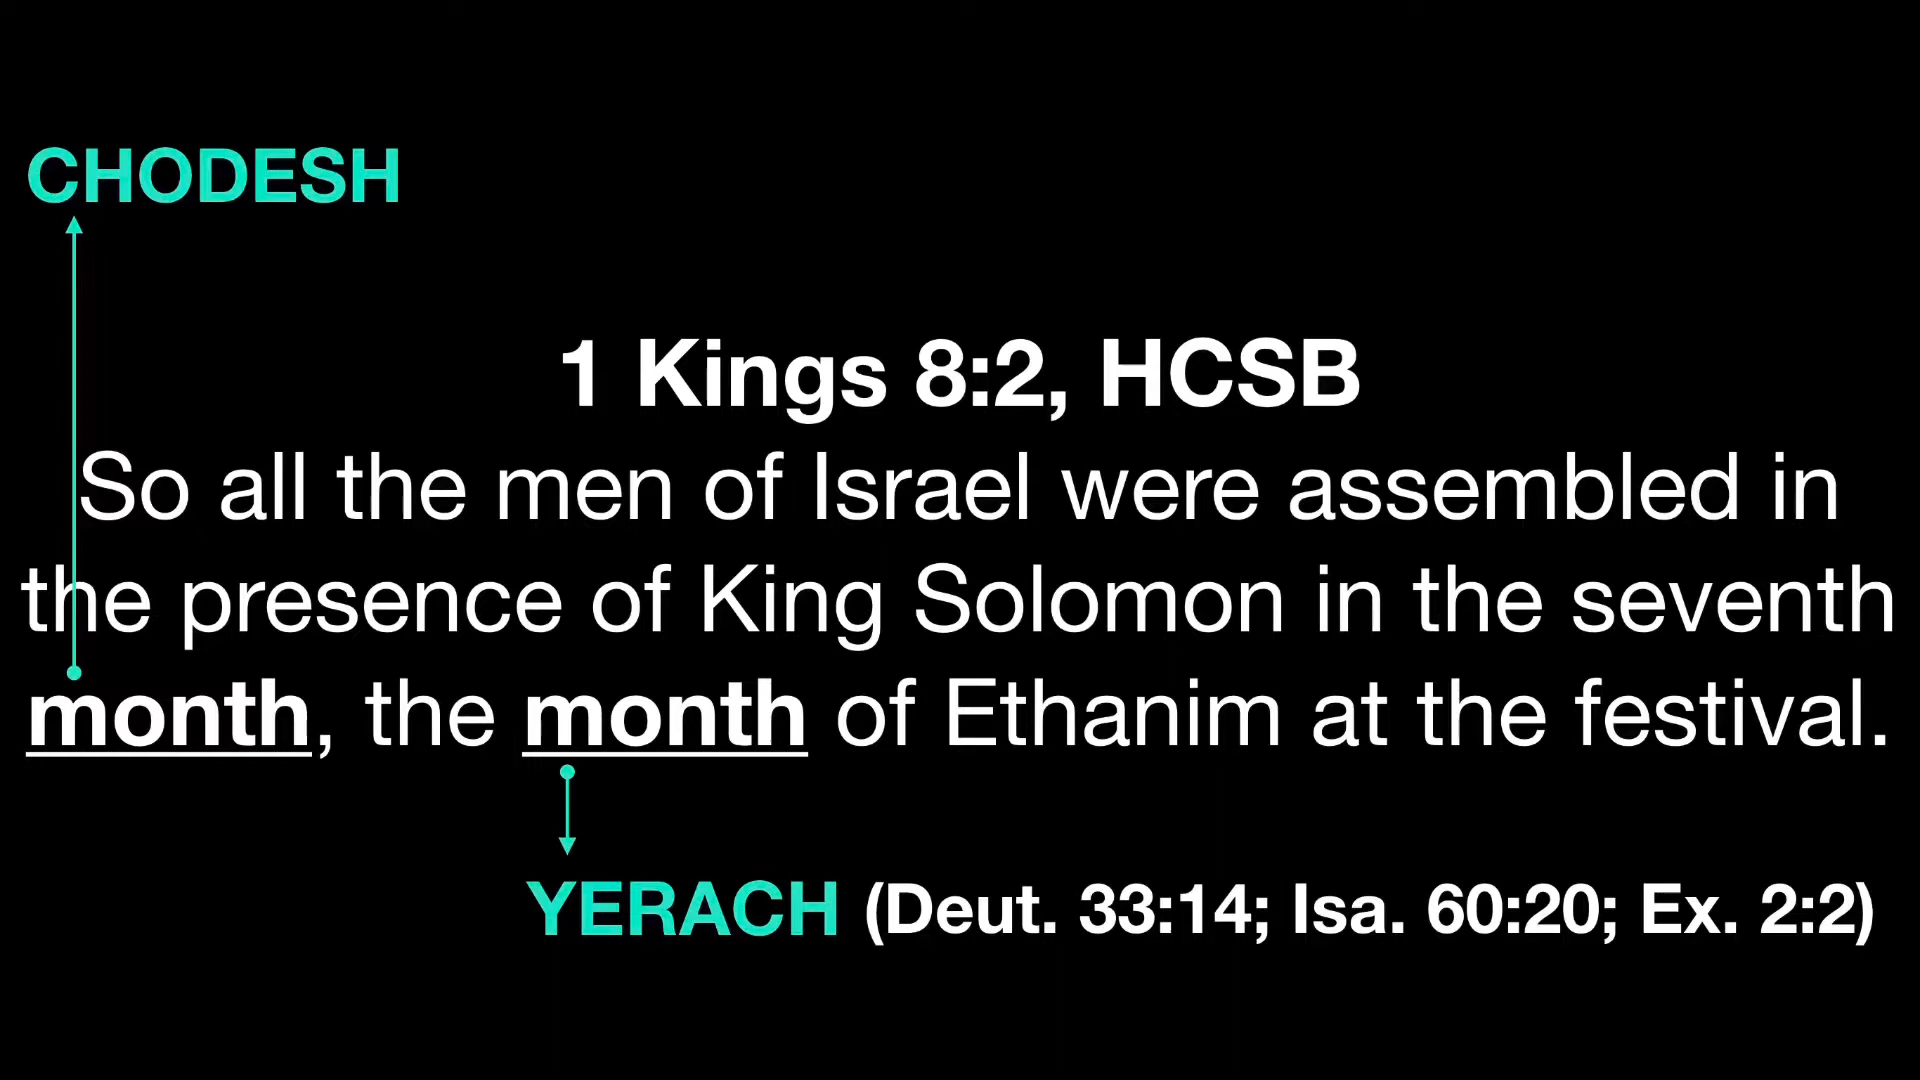 CHODESH
1 Kings 8:2, HCSB
So all the men of Israel were assembled in
the presence of King Solomon in the seventh
month, the month of Ethanim at the festival.
YERACH (Deut. 33:14; Isa. 60:20; Ex. 2:2)